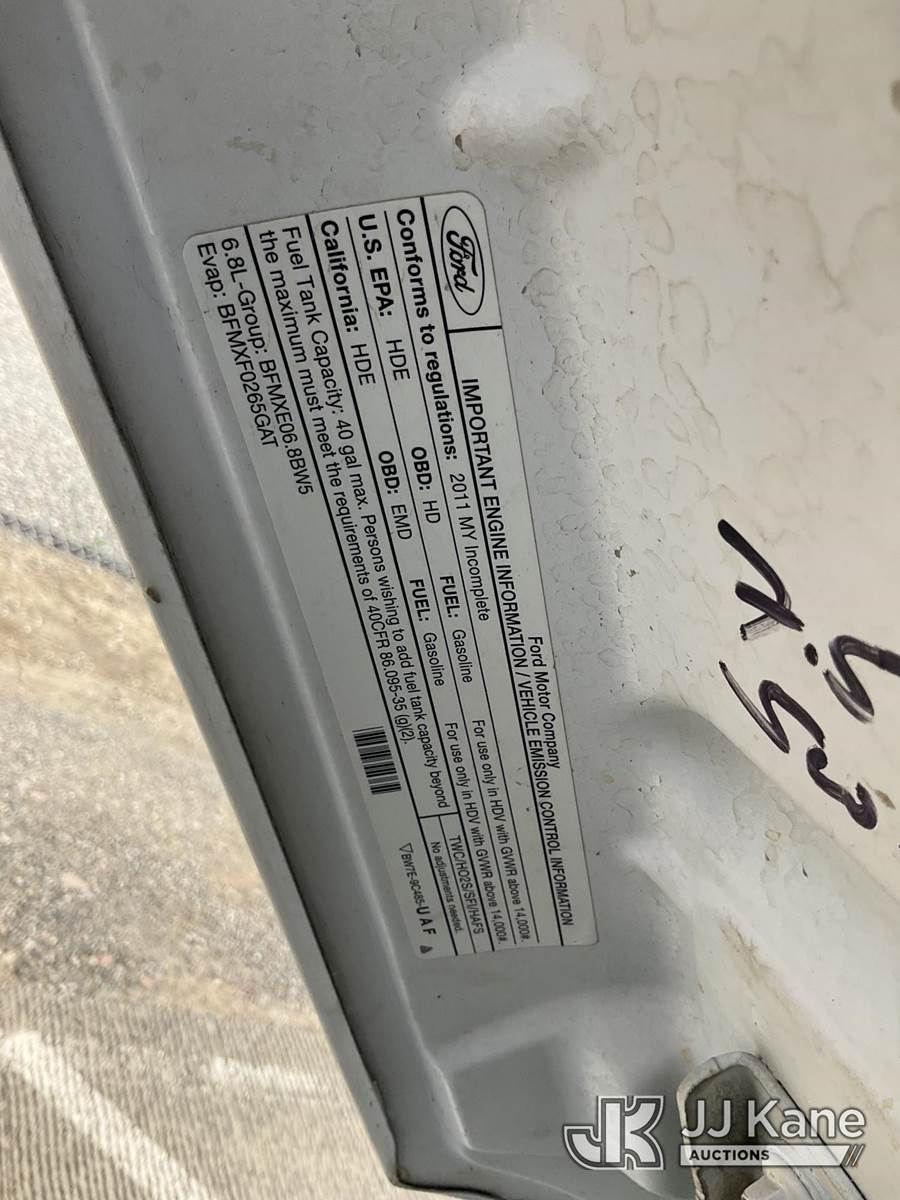 Ford
Ford Motor Company
IMPORTANT ENGINE INFORMATION / VEHICLE EMISSION CONTROL INFORMATION
Conforms to regulations: 2011 MY Incomplete
U.S. EPA: HDE OBD: HD FUEL: Gasoline For use only in HDV with GVWR above 14,000#.
California: HDE OBD: EMD FUEL: Gasoline For use only in HDV with GVWR above 14,000#.
Fuel Tank Capacity: 40 gal max. Persons wishing to add fuel tank capacity beyond
the maximum must meet the requirements of 40CFR 86.095-35 (g)(2).
TWC/HO2S/SFI/HAFS
No adjustments needed.
6.8L-Group: BFMXE06.8BW5
Evap: BFMXF0265GAT
BW7E-9C485-UAF
JK JJ Kane
AUCTIONS